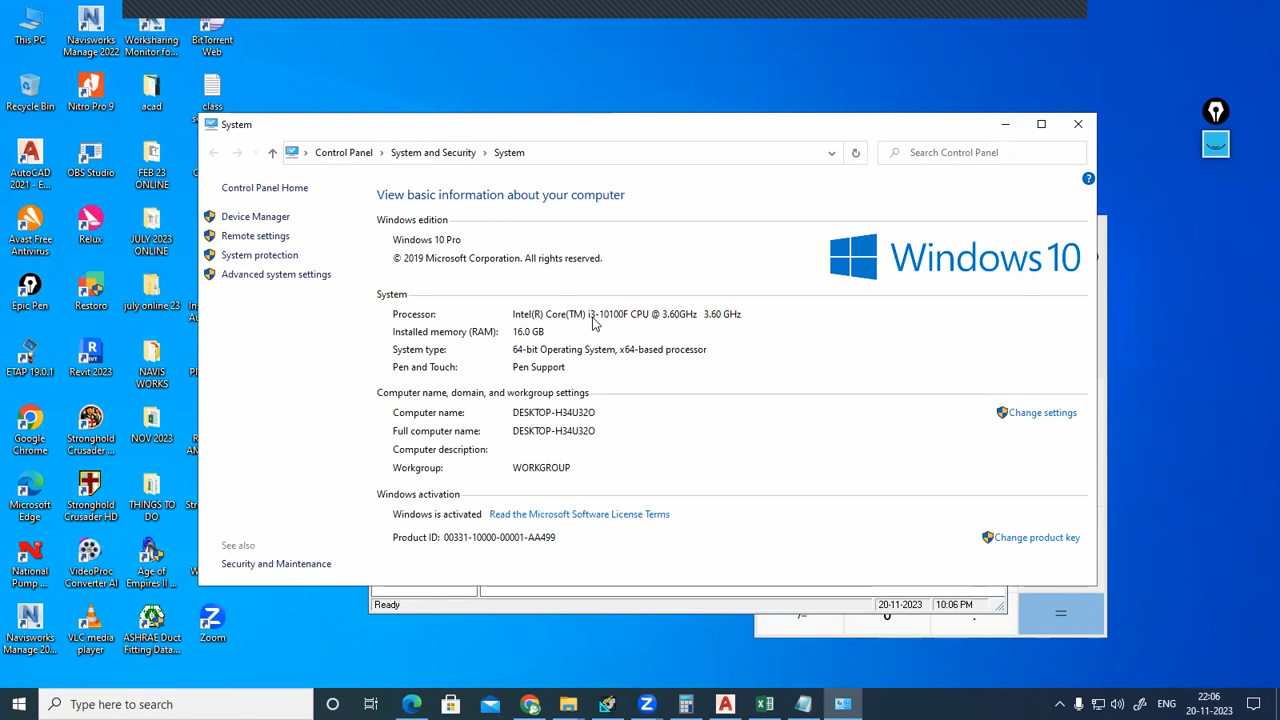 This PC
Navisworks
Manage 2022
Worksharing
Monitor fo...
BitTorrent
Web
Recycle Bin
Nitro Pro 9
acad
class
AutoCAD
2021 - E...
OBS Studio
FEB 23
ONLINE
Avast Free
Antivirus
Relux
JULY 2023
ONLINE
Epic Pen
Restoro
july online 23
ETAP 19.0.1
Revit 2023
NAVIS
WORKS
Google
Chrome
Stronghold
Crusader ...
NOV 2023
Microsoft
Edge
Stronghold
Crusader HD
THINGS TO
DO
National
Pump ...
VideoProc
Converter AI
Age of
Empires II ...
Navisworks
Manage 20...
VLC media
player
ASHRAE Duct
Fitting Data...
Zoom
System
Control Panel
System and Security
System
Search Control Panel
Control Panel Home
Device Manager
Remote settings
System protection
Advanced system settings
See also
Security and Maintenance
View basic information about your computer
Windows edition
Windows 10 Pro
© 2019 Microsoft Corporation. All rights reserved.
Windows 10
System
Processor: Intel(R) Core(TM) i3-10100F CPU @ 3.60GHz 3.60 GHz
Installed memory (RAM): 16.0 GB
System type: 64-bit Operating System, x64-based processor
Pen and Touch: Pen Support
Computer name, domain, and workgroup settings
Computer name: DESKTOP-H34U32O
Change settings
Full computer name: DESKTOP-H34U32O
Computer description:
Workgroup: WORKGROUP
Windows activation
Windows is activated Read the Microsoft Software License Terms
Product ID: 00331-10000-00001-AA499
Change product key
Ready
20-11-2023
10:06 PM
=
Type here to search
ENG
22:06
20-11-2023